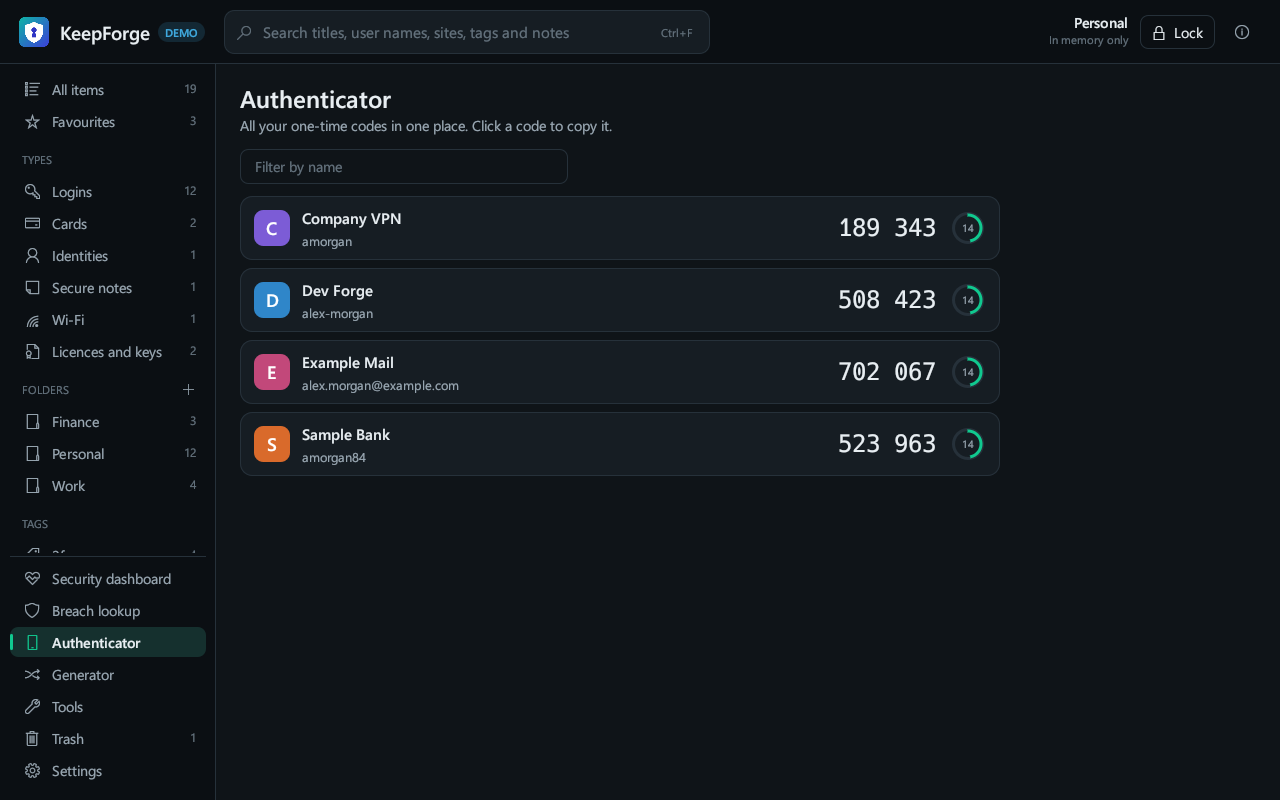 KeepForge DEMO
Search titles, user names, sites, tags and notes Ctrl+F
Personal
In memory only
Lock
All items 19
Favourites 3
TYPES
Logins 12
Cards 2
Identities 1
Secure notes 1
Wi-Fi 1
Licences and keys 2
FOLDERS
Finance 3
Personal 12
Work 4
TAGS
Security dashboard
Breach lookup
Authenticator
Generator
Tools
Trash 1
Settings
Authenticator
All your one-time codes in one place. Click a code to copy it.
Filter by name
C Company VPN
amorgan
189 343 14
D Dev Forge
alex-morgan
508 423 14
E Example Mail
alex.morgan@example.com
702 067 14
S Sample Bank
amorgan84
523 963 14